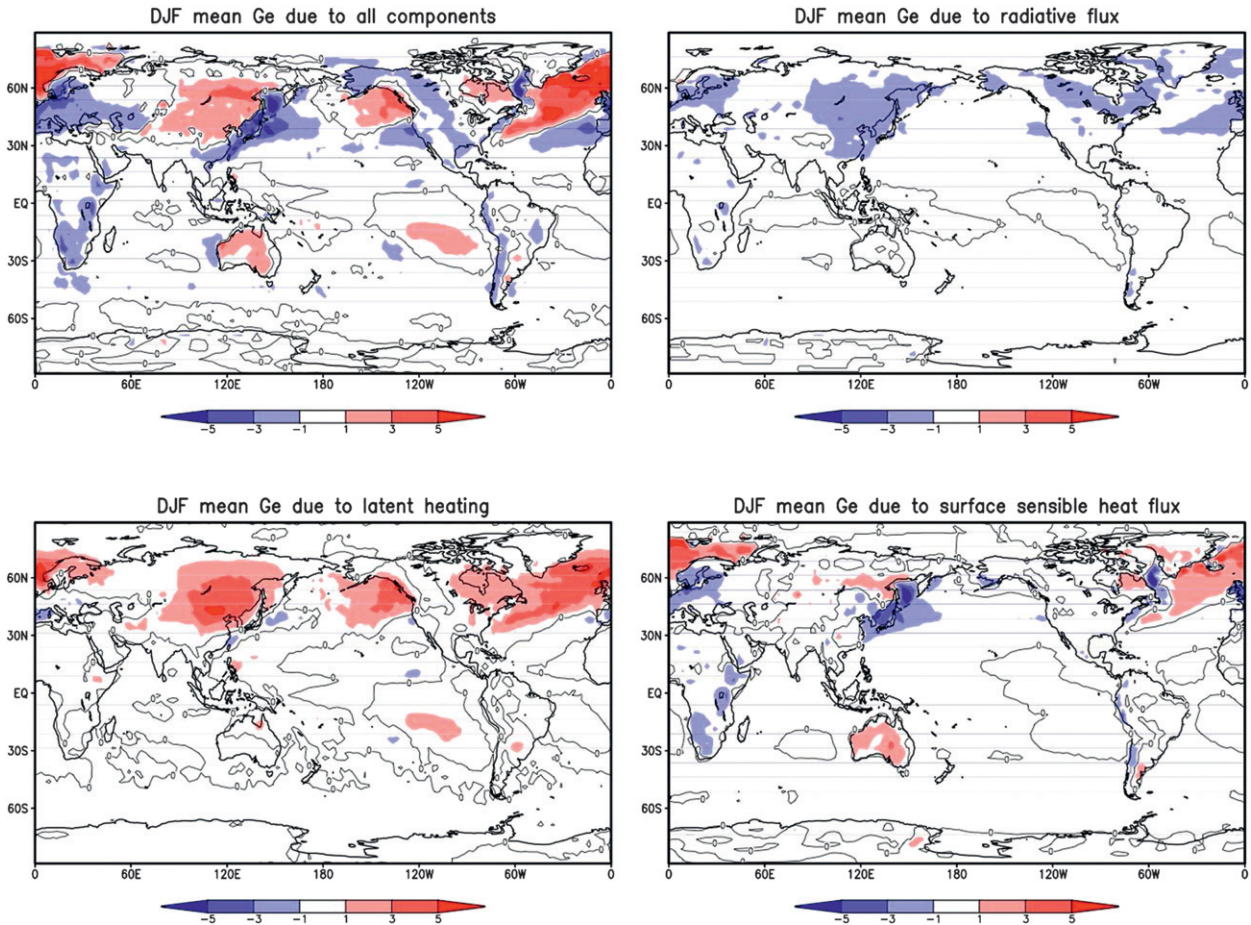 DJF mean Ge due to all components
60N
30N
EQ
30S
60S
0 60E 120E 180 120W 60W 0
-5 -3 -1 1 3 5
DJF mean Ge due to radiative flux
60N
30N
EQ
30S
60S
0 60E 120E 180 120W 60W 0
-5 -3 -1 1 3 5
DJF mean Ge due to latent heating
60N
30N
EQ
30S
60S
0 60E 120E 180 120W 60W 0
-5 -3 -1 1 3 5
DJF mean Ge due to surface sensible heat flux
60N
30N
EQ
30S
60S
0 60E 120E 180 120W 60W 0
-5 -3 -1 1 3 5